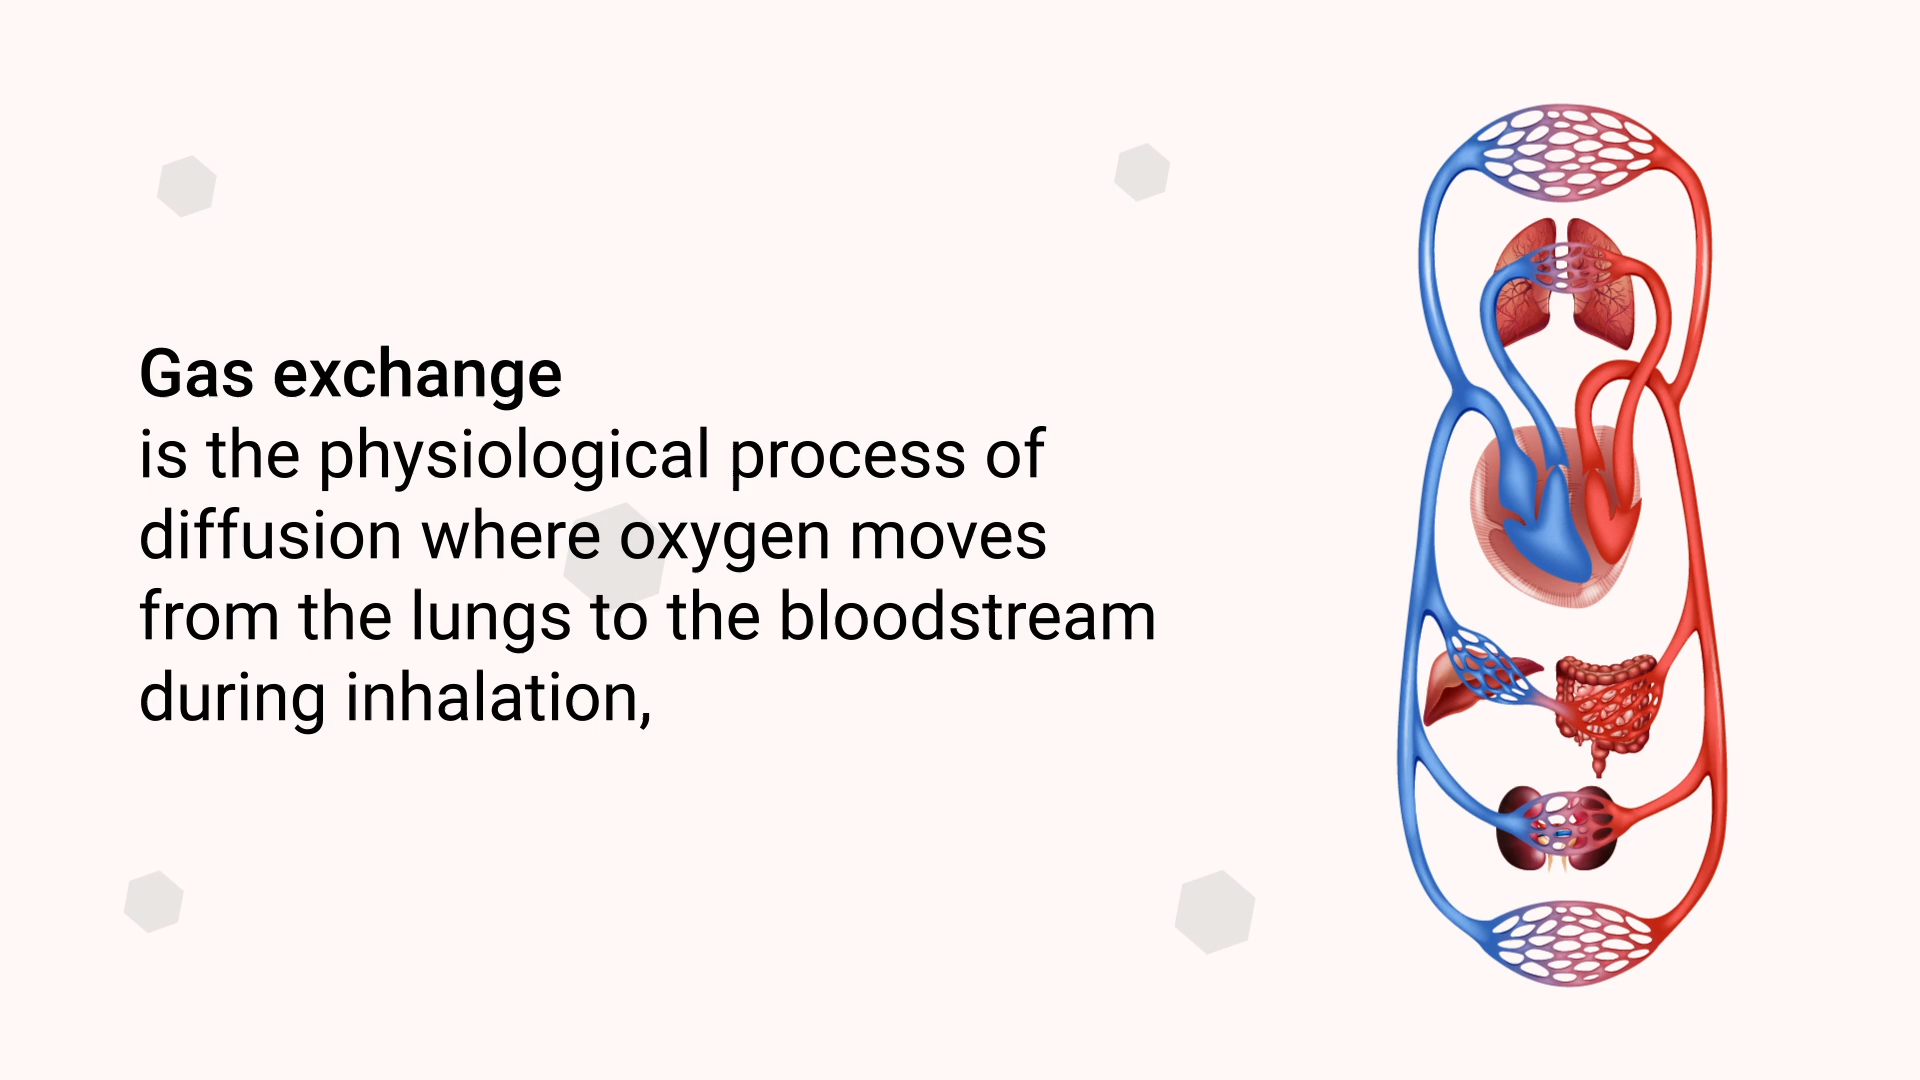 Gas exchange
is the physiological process of
diffusion where oxygen moves
from the lungs to the bloodstream
during inhalation,